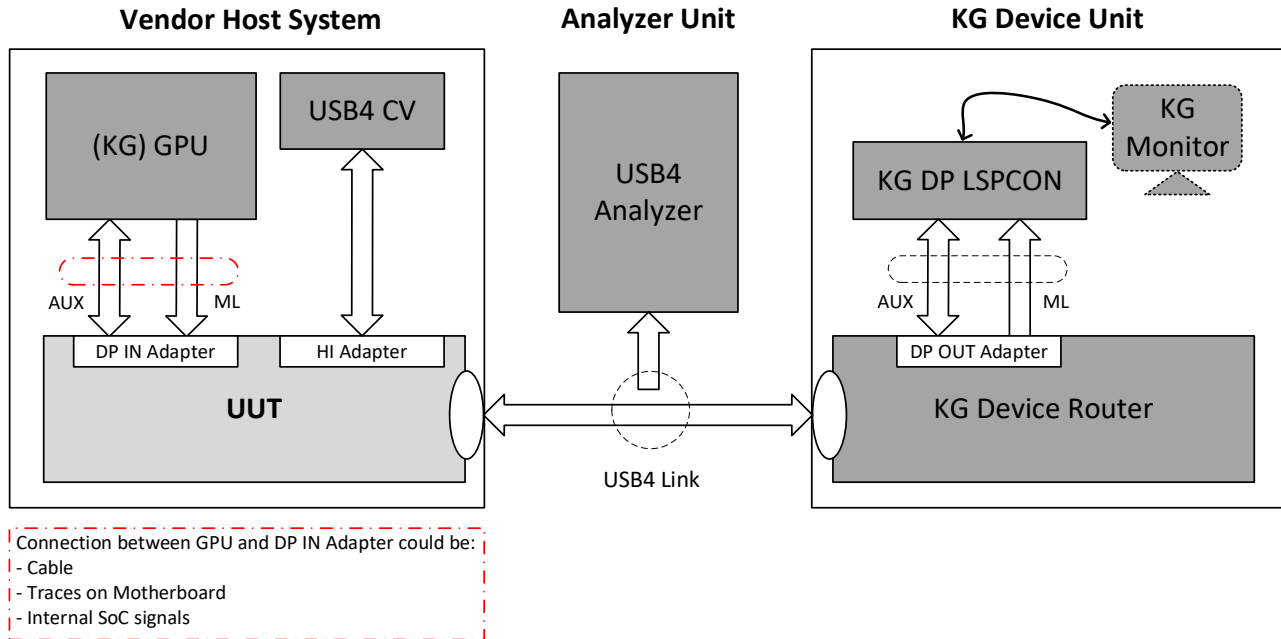 Vendor Host System
Analyzer Unit
KG Device Unit
(KG) GPU
USB4 CV
AUX
ML
DP IN Adapter
HI Adapter
UUT
USB4
Analyzer
USB4 Link
KG
Monitor
KG DP LSPCON
AUX
ML
DP OUT Adapter
KG Device Router
Connection between GPU and DP IN Adapter could be:
- Cable
- Traces on Motherboard
- Internal SoC signals